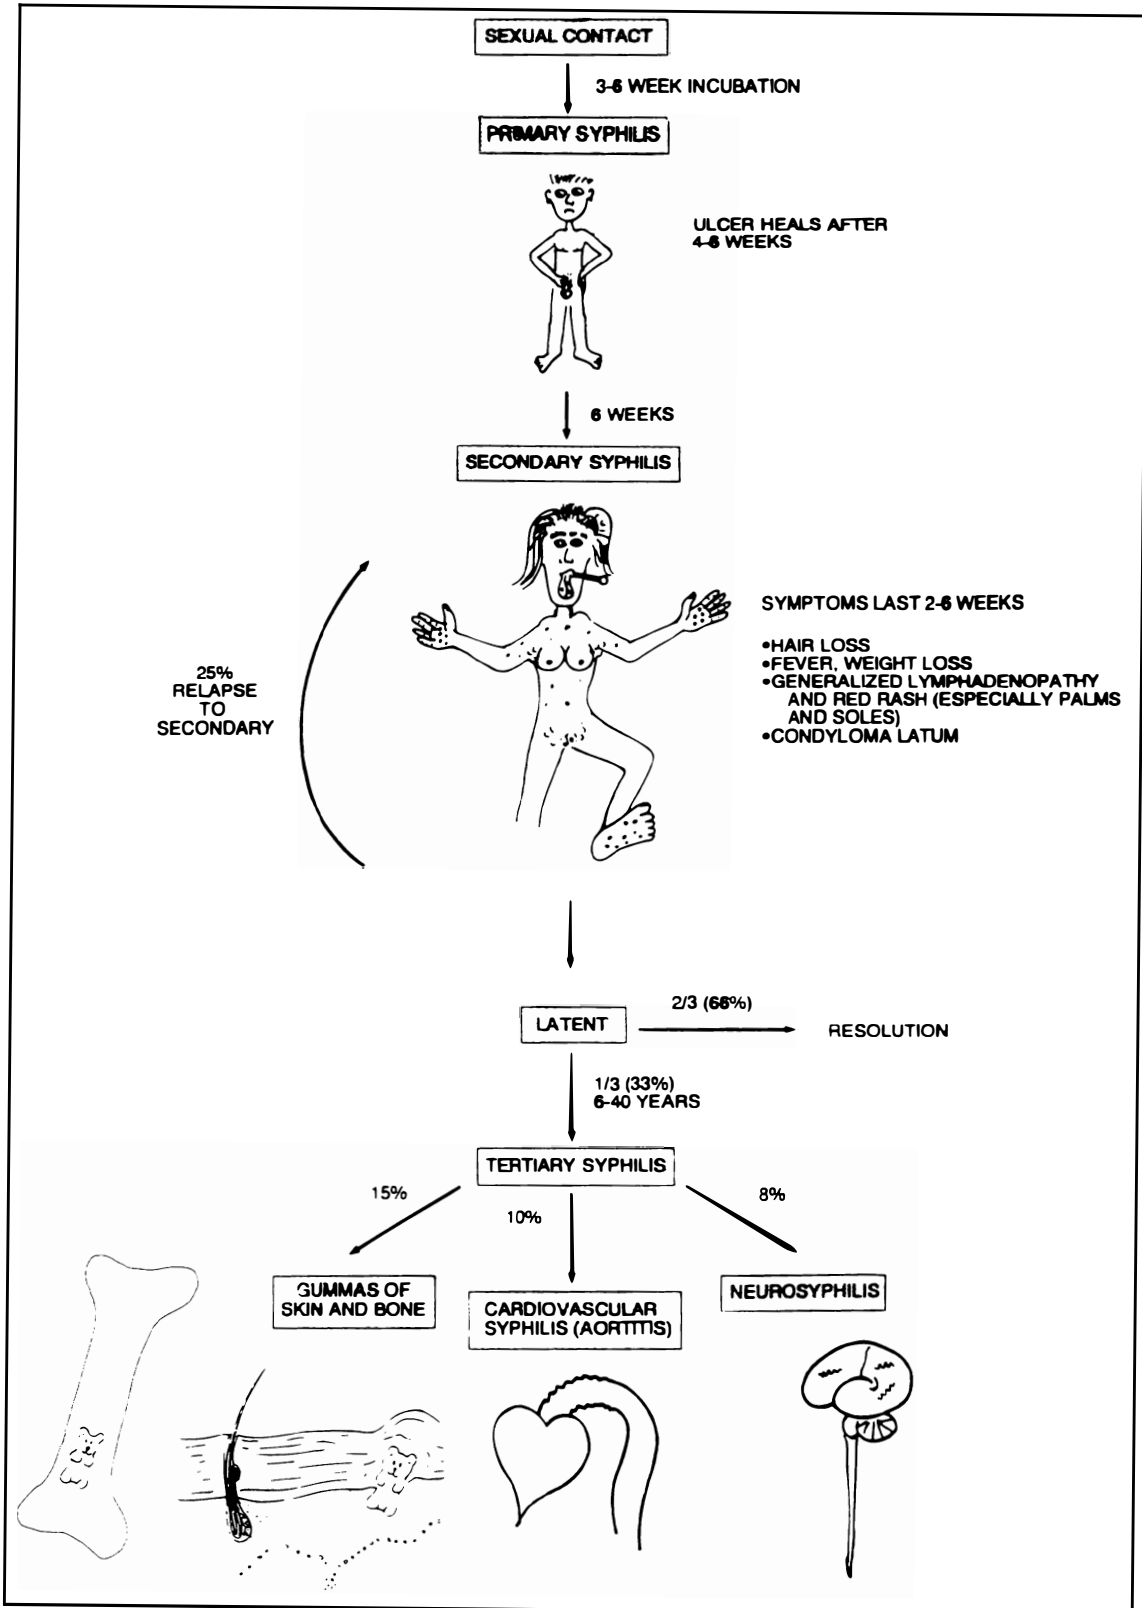 SEXUAL CONTACT
3-6 WEEK INCUBATION
PRIMARY SYPHILIS
ULCER HEALS AFTER
4-6 WEEKS
6 WEEKS
SECONDARY SYPHILIS
SYMPTOMS LAST 2-6 WEEKS
•HAIR LOSS
•FEVER, WEIGHT LOSS
•GENERALIZED LYMPHADENOPATHY
AND RED RASH (ESPECIALLY PALMS
AND SOLES)
•CONDYLOMA LATUM
25%
RELAPSE
TO
SECONDARY
LATENT
2/3 (66%)
RESOLUTION
1/3 (33%)
6-40 YEARS
TERTIARY SYPHILIS
15%
10%
8%
GUMMAS OF
SKIN AND BONE
CARDIOVASCULAR
SYPHILIS (AORTITIS)
NEUROSYPHILIS